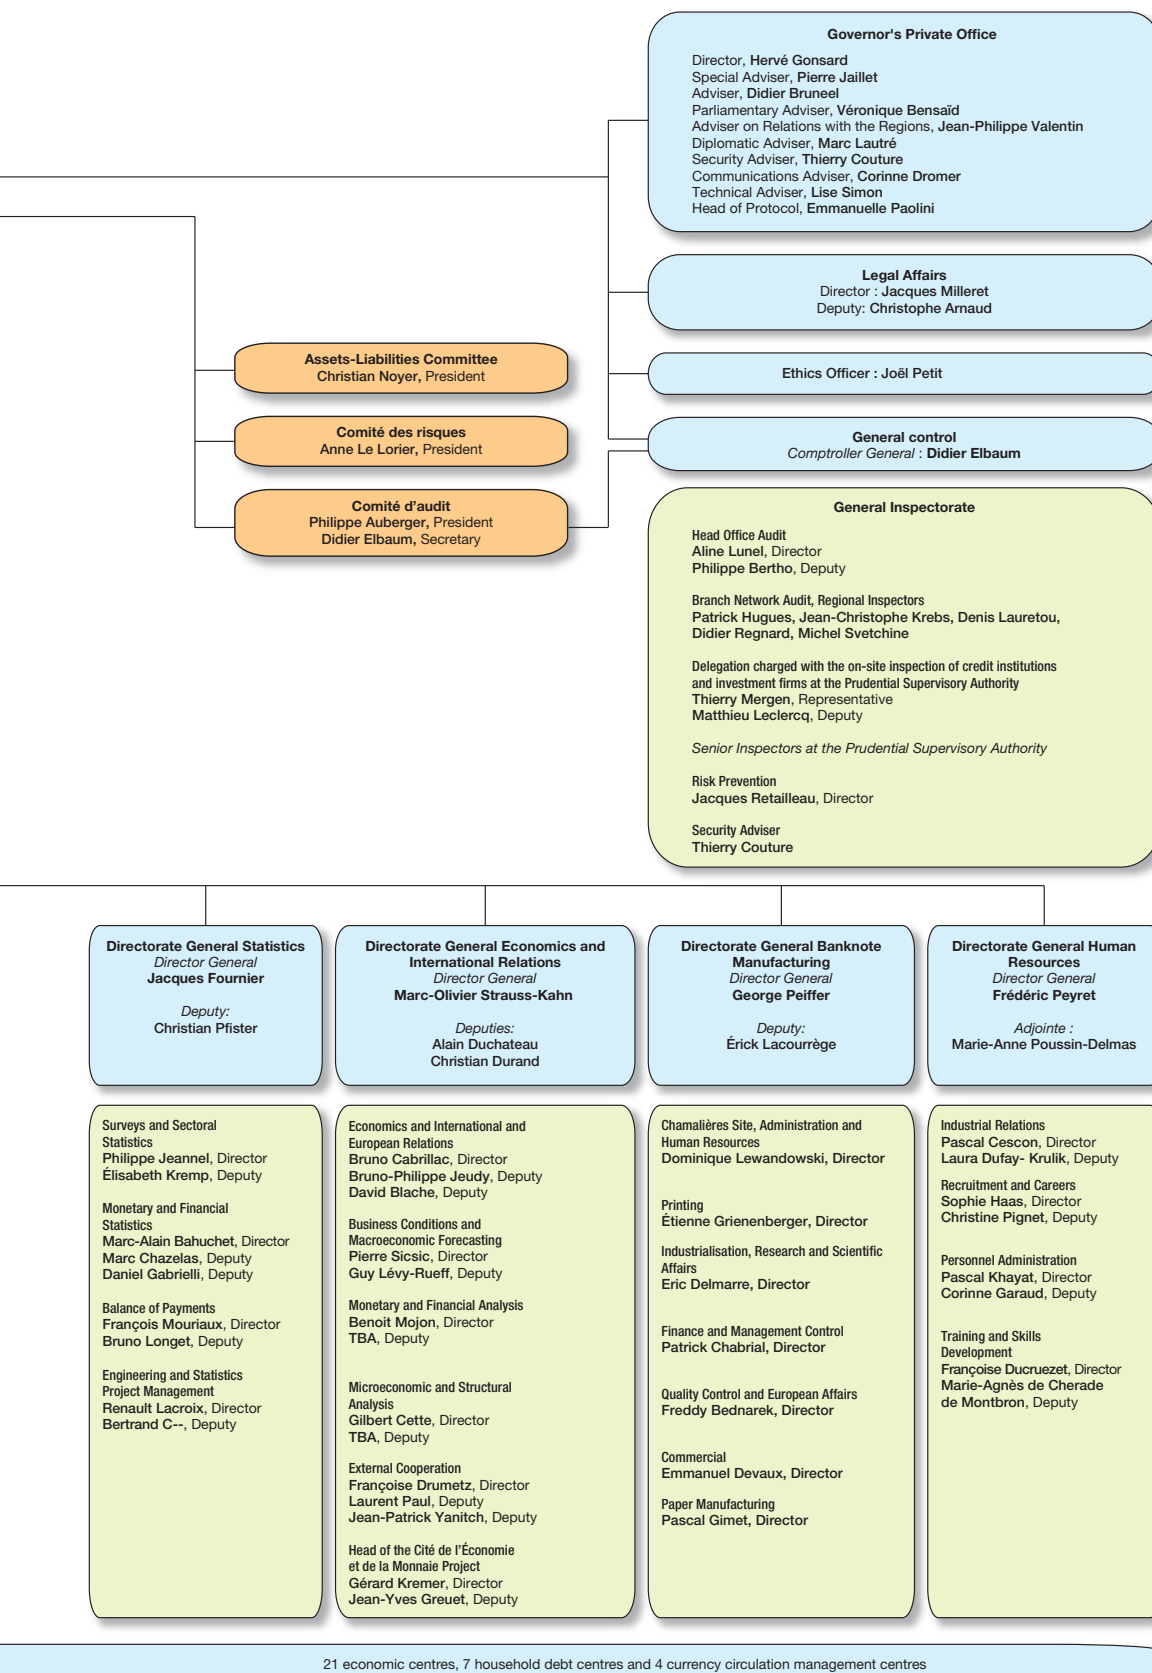 Governor's Private Office
Director, Hervé Gonsard
Special Adviser, Pierre Jaillet
Adviser, Didier Bruneel
Parliamentary Adviser, Véronique Bensaïd
Adviser on Relations with the Regions, Jean-Philippe Valentin
Diplomatic Adviser, Marc Lautré
Security Adviser, Thierry Couture
Communications Adviser, Corinne Dromer
Technical Adviser, Lise Simon
Head of Protocol, Emmanuelle Paolini
Legal Affairs
Director : Jacques Milleret
Deputy: Christophe Arnaud
Assets-Liabilities Committee
Christian Noyer, President
Ethics Officer : Joël Petit
Comité des risques
Anne Le Lorier, President
General control
Comptroller General : Didier Elbaum
Comité d'audit
Philippe Auberger, President
Didier Elbaum, Secretary
General Inspectorate
Head Office Audit
Aline Lunel, Director
Philippe Bertho, Deputy
Branch Network Audit, Regional Inspectors
Patrick Hugues, Jean-Christophe Krebs, Denis Lauretou,
Didier Regnard, Michel Svetchine
Delegation charged with the on-site inspection of credit institutions
and investment firms at the Prudential Supervisory Authority
Thierry Mergen, Representative
Matthieu Leclercq, Deputy
Senior Inspectors at the Prudential Supervisory Authority
Risk Prevention
Jacques Retailleau, Director
Security Adviser
Thierry Couture
Directorate General Statistics
Director General
Jacques Fournier
Deputy:
Christian Pfister
Directorate General Economics and
International Relations
Director General
Marc-Olivier Strauss-Kahn
Deputies:
Alain Duchateau
Christian Durand
Directorate General Banknote
Manufacturing
Director General
George Peiffer
Deputy:
Érick Lacourrège
Directorate General Human
Resources
Director General
Frédéric Peyret
Adjointe :
Marie-Anne Poussin-Delmas
Surveys and Sectoral
Statistics
Philippe Jeannel, Director
Élisabeth Kremp, Deputy
Monetary and Financial
Statistics
Marc-Alain Bahuchet, Director
Marc Chazelas, Deputy
Daniel Gabrielli, Deputy
Balance of Payments
François Mouriaux, Director
Bruno Longet, Deputy
Engineering and Statistics
Project Management
Renault Lacroix, Director
Bertrand C--, Deputy
Economics and International and
European Relations
Bruno Cabrillac, Director
Bruno-Philippe Jeudy, Deputy
David Blache, Deputy
Business Conditions and
Macroeconomic Forecasting
Pierre Sicsic, Director
Guy Lévy-Rueff, Deputy
Monetary and Financial Analysis
Benoit Mojon, Director
TBA, Deputy
Microeconomic and Structural
Analysis
Gilbert Cette, Director
TBA, Deputy
External Cooperation
Françoise Drumetz, Director
Laurent Paul, Deputy
Jean-Patrick Yanitch, Deputy
Head of the Cité de l'Économie
et de la Monnaie Project
Gérard Kremer, Director
Jean-Yves Greuet, Deputy
Chamalières Site, Administration and
Human Resources
Dominique Lewandowski, Director
Printing
Étienne Grienenberger, Director
Industrialisation, Research and Scientific
Affairs
Eric Delmarre, Director
Finance and Management Control
Patrick Chabrial, Director
Quality Control and European Affairs
Freddy Bednarek, Director
Commercial
Emmanuel Devaux, Director
Paper Manufacturing
Pascal Gimet, Director
Industrial Relations
Pascal Cescon, Director
Laura Dufay- Krulik, Deputy
Recruitment and Careers
Sophie Haas, Director
Christine Pignet, Deputy
Personnel Administration
Pascal Khayat, Director
Corinne Garaud, Deputy
Training and Skills
Development
Françoise Ducruezet, Director
Marie-Agnès de Cherade
de Montbron, Deputy
21 economic centres, 7 household debt centres and 4 currency circulation management centres